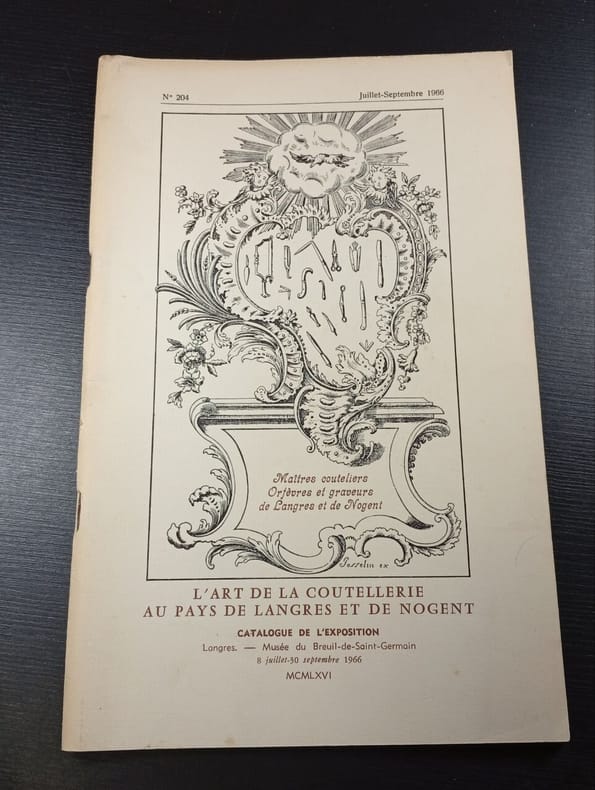 N° 204
Juillet-Septembre 1966
Maîtres couteliers
Orfèvres et graveurs
de Langres et de Nogent
Josselin ex
L'ART DE LA COUTELLERIE
AU PAYS DE LANGRES ET DE NOGENT
CATALOGUE DE L'EXPOSITION
Langres. — Musée du Breuil-de-Saint-Germain
8 juillet-30 septembre 1966
MCMLXVI